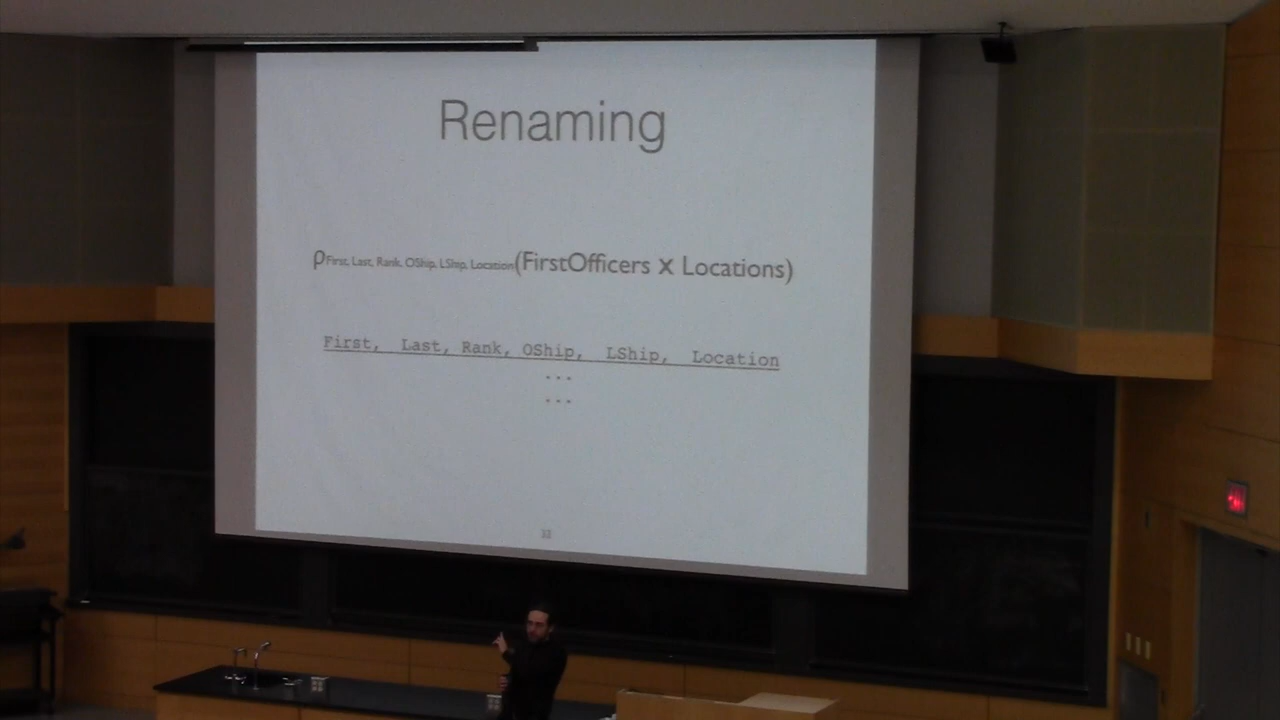 Renaming
ρFirst, Last, Rank, OShip, LShip, Location(FirstOfficers x Locations)
First, Last, Rank, OShip, LShip, Location
...
...
32